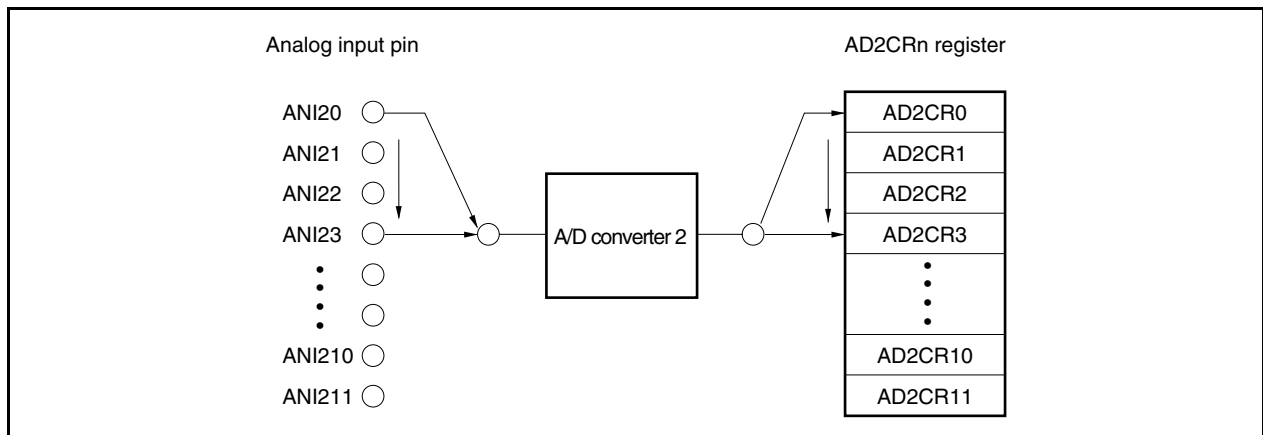 Analog input pin
AD2CRn register
ANI20
ANI21
ANI22
ANI23
ANI210
ANI211
A/D converter 2
AD2CR0
AD2CR1
AD2CR2
AD2CR3
AD2CR10
AD2CR11